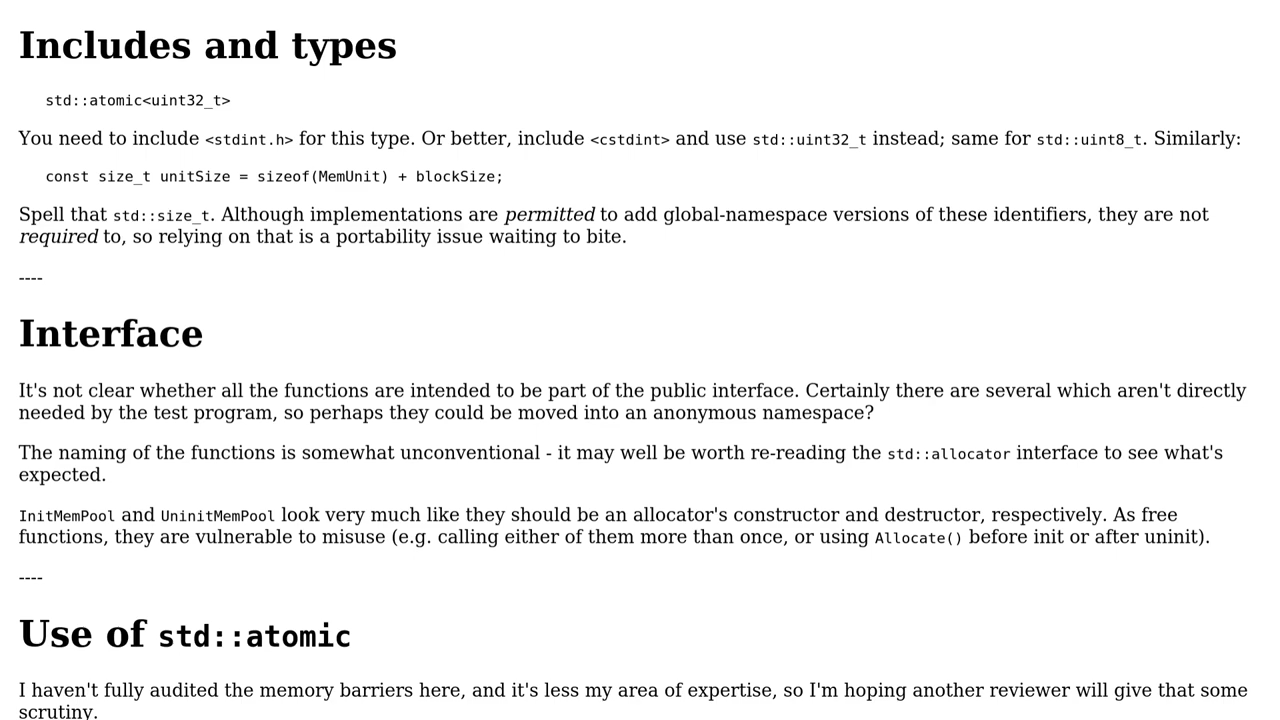 Includes and types
std::atomic<uint32_t>
You need to include <stdint.h> for this type. Or better, include <cstdint> and use std::uint32_t instead; same for std::uint8_t. Similarly:
const size_t unitSize = sizeof(MemUnit) + blockSize;
Spell that std::size_t. Although implementations are permitted to add global-namespace versions of these identifiers, they are not
required to, so relying on that is a portability issue waiting to bite.
----
Interface
It's not clear whether all the functions are intended to be part of the public interface. Certainly there are several which aren't directly
needed by the test program, so perhaps they could be moved into an anonymous namespace?
The naming of the functions is somewhat unconventional - it may well be worth re-reading the std::allocator interface to see what's
expected.
InitMemPool and UninitMemPool look very much like they should be an allocator's constructor and destructor, respectively. As free
functions, they are vulnerable to misuse (e.g. calling either of them more than once, or using Allocate() before init or after uninit).
----
Use of std::atomic
I haven't fully audited the memory barriers here, and it's less my area of expertise, so I'm hoping another reviewer will give that some
scrutiny.